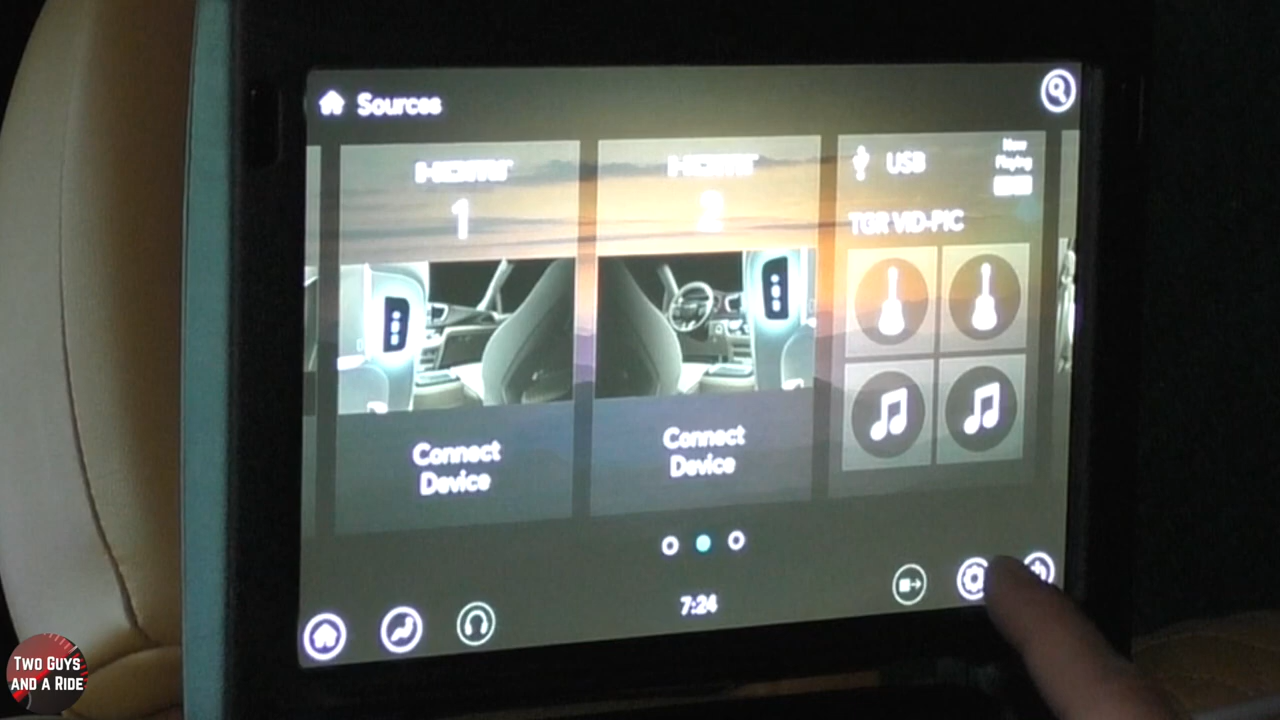 Sources
HDMI
1
HDMI
2
USB
Now
Playing
TGR VID-PIC
Connect
Device
Connect
Device
7:24
TWO GUYS
AND A RIDE